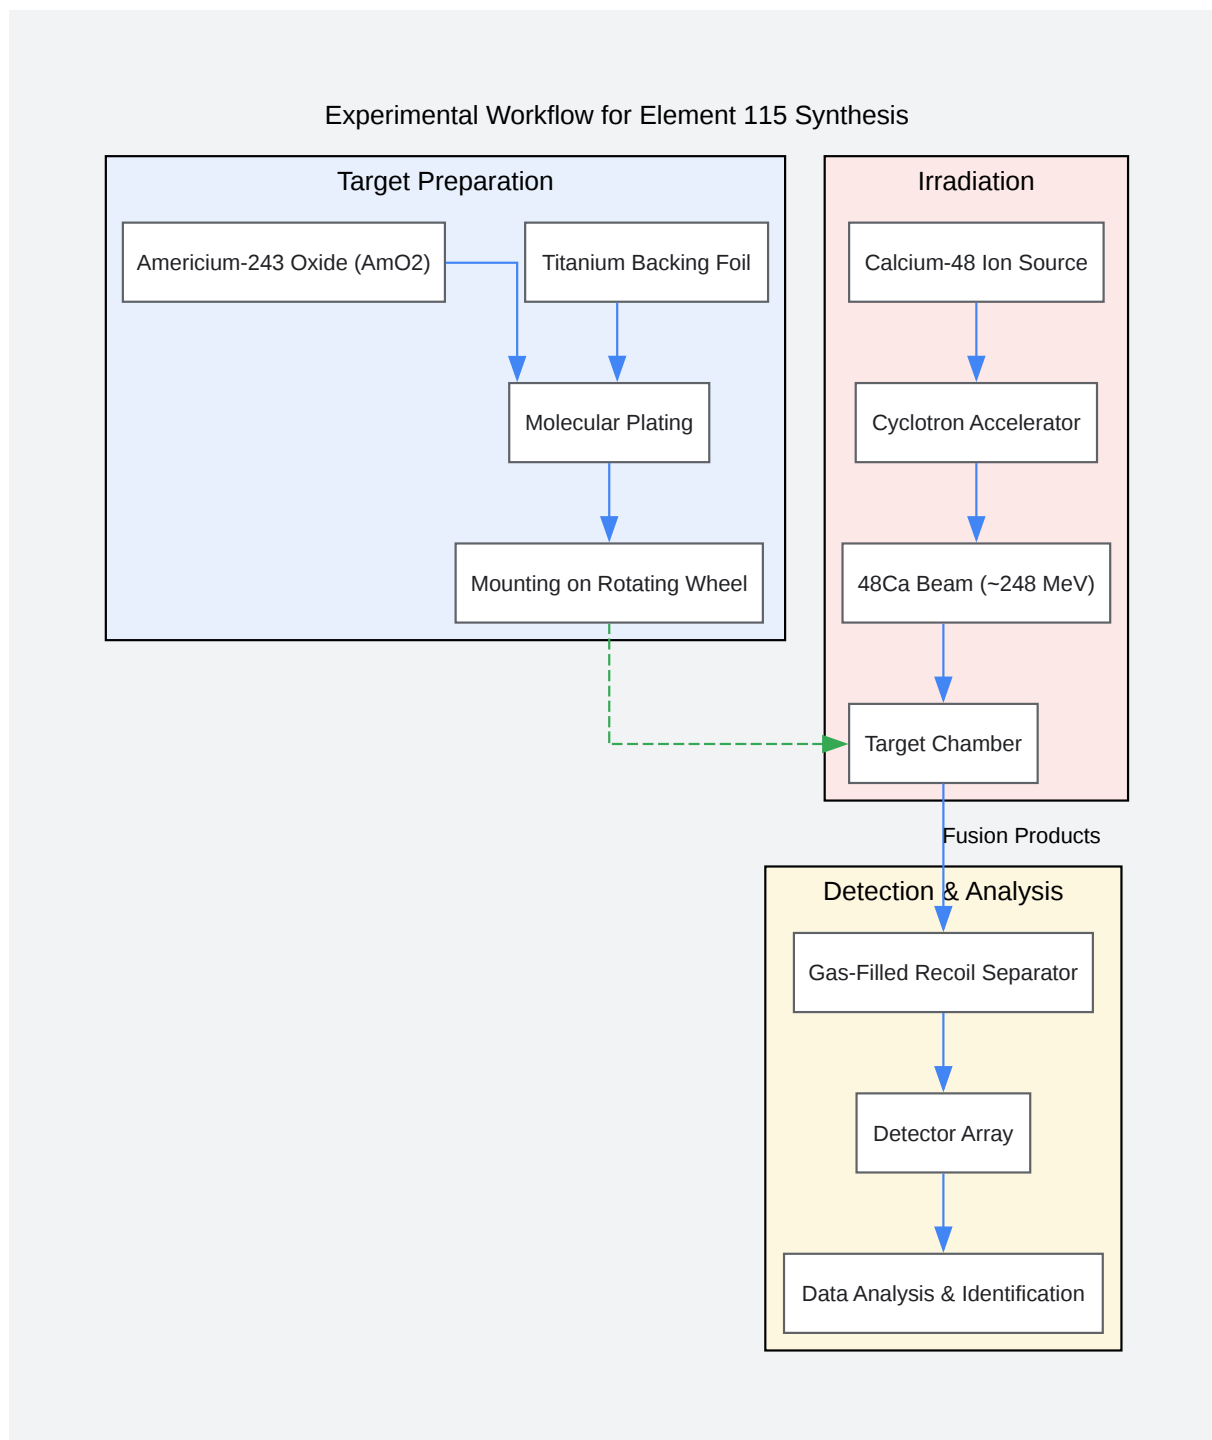 Experimental Workflow for Element 115 Synthesis
Target Preparation
Americium-243 Oxide (AmO2)
Titanium Backing Foil
Molecular Plating
Mounting on Rotating Wheel
Irradiation
Calcium-48 Ion Source
Cyclotron Accelerator
48Ca Beam (~248 MeV)
Target Chamber
Fusion Products
Detection & Analysis
Gas-Filled Recoil Separator
Detector Array
Data Analysis & Identification